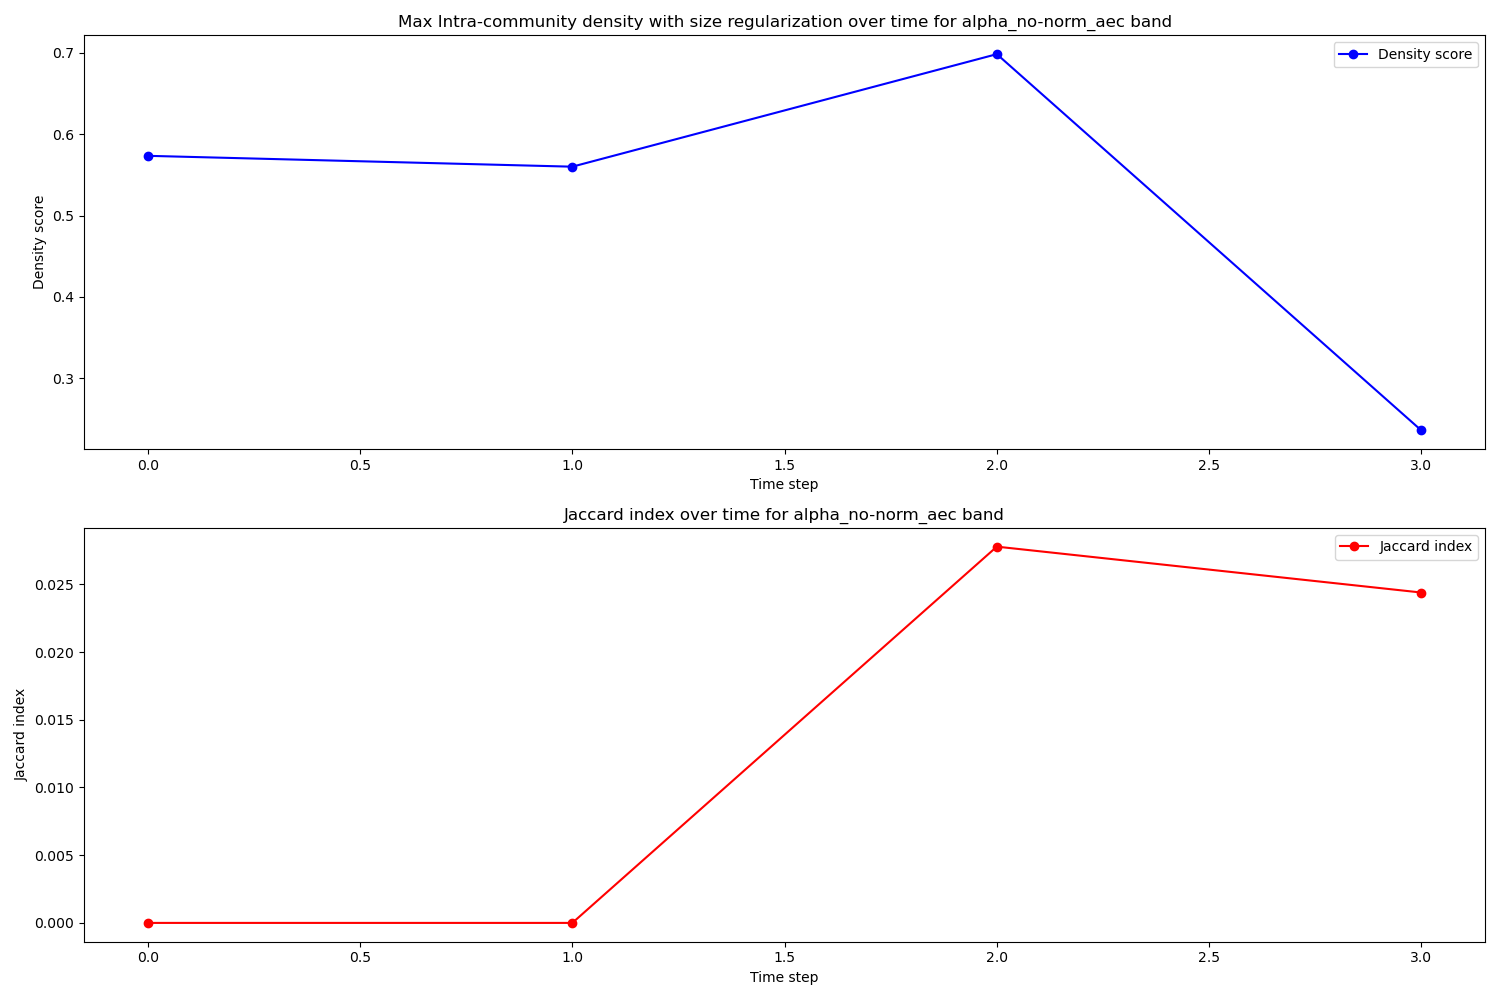 Max Intra-community density with size regularization over time for alpha_no-norm_aec band
Density score
0.7
0.6
0.5
0.4
0.3
Density score
0.0 0.5 1.0 1.5 2.0 2.5 3.0
Time step
Jaccard index over time for alpha_no-norm_aec band
Jaccard index
0.025
0.020
0.015
0.010
0.005
0.000
Jaccard index
0.0 0.5 1.0 1.5 2.0 2.5 3.0
Time step